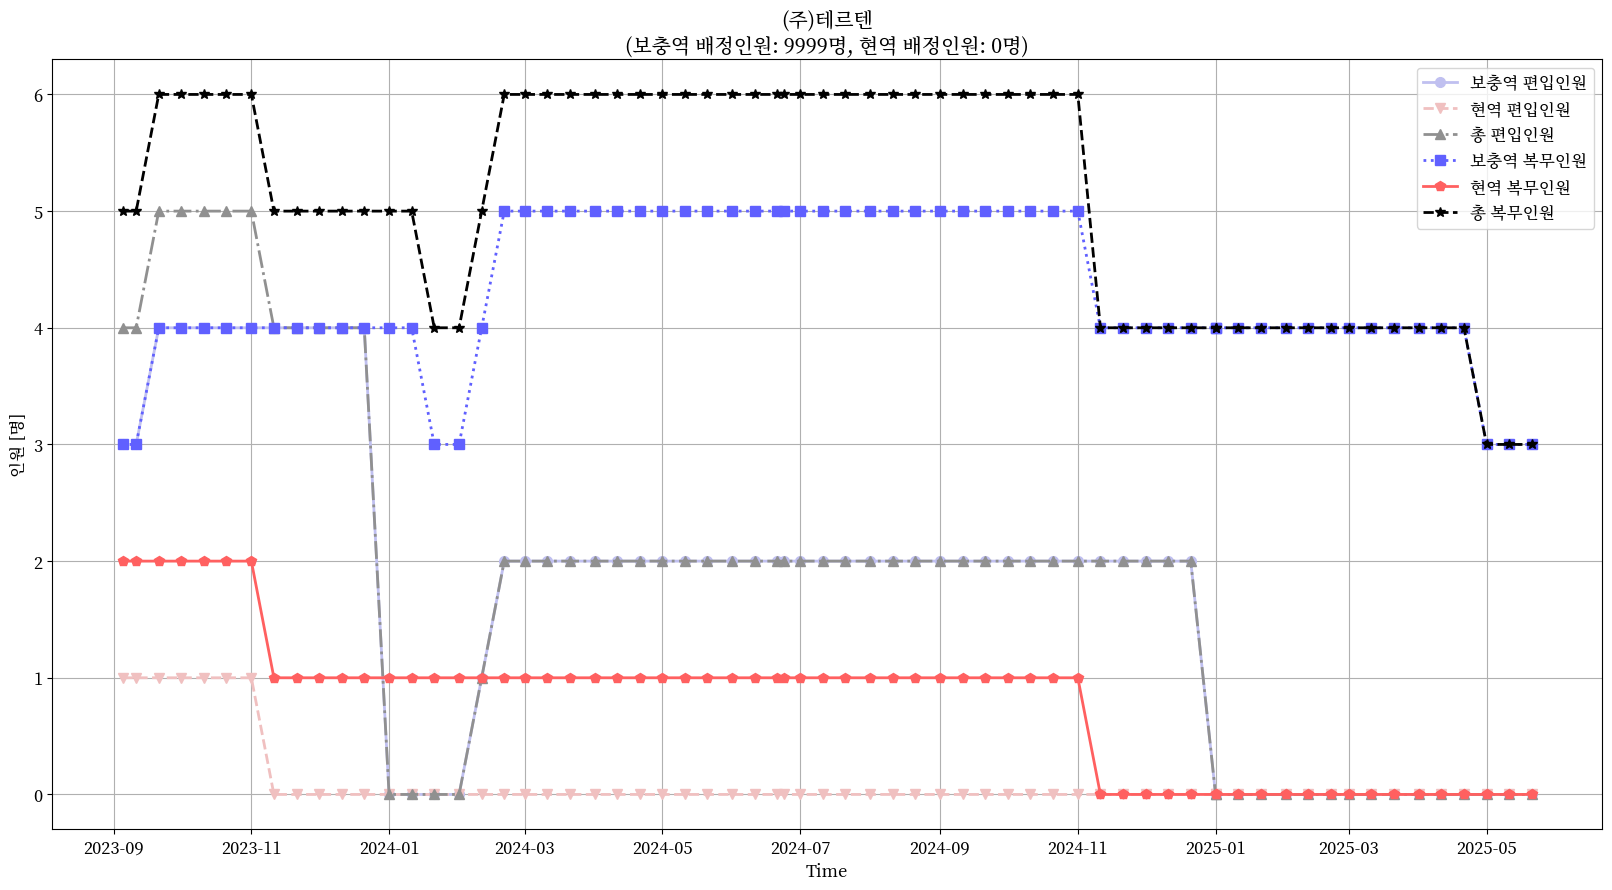 (주)테르텐
(보충역 배정인원: 9999명, 현역 배정인원: 0명)
보충역 편입인원
현역 편입인원
총 편입인원
보충역 복무인원
현역 복무인원
총 복무인원
인원 [명]
6
5
4
3
2
1
0
2023-09 2023-11 2024-01 2024-03 2024-05 2024-07 2024-09 2024-11 2025-01 2025-03 2025-05
Time